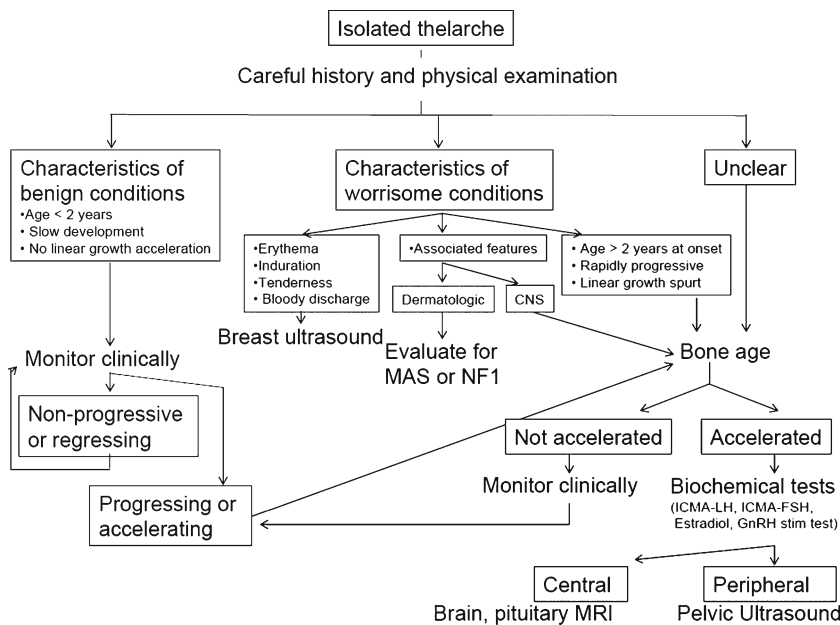 Isolated thelarche
Careful history and physical examination
Characteristics of
benign conditions
•Age < 2 years
• Slow development
• No linear growth acceleration
Characteristics of
worrisome conditions
Unclear
•Erythema
•Induration
•Tenderness
• Bloody discharge
•Associated features
• Age > 2 years at onset
• Rapidly progressive
• Linear growth spurt
Dermatologic
CNS
Breast ultrasound
Evaluate for
MAS or NF1
Bone age
Monitor clinically
Non-progressive
or regressing
Progressing or
accelerating
Not accelerated
Accelerated
Monitor clinically
Biochemical tests
(ICMA-LH, ICMA-FSH,
Estradiol, GnRH stim test)
Central
Peripheral
Brain, pituitary MRI
Pelvic Ultrasound